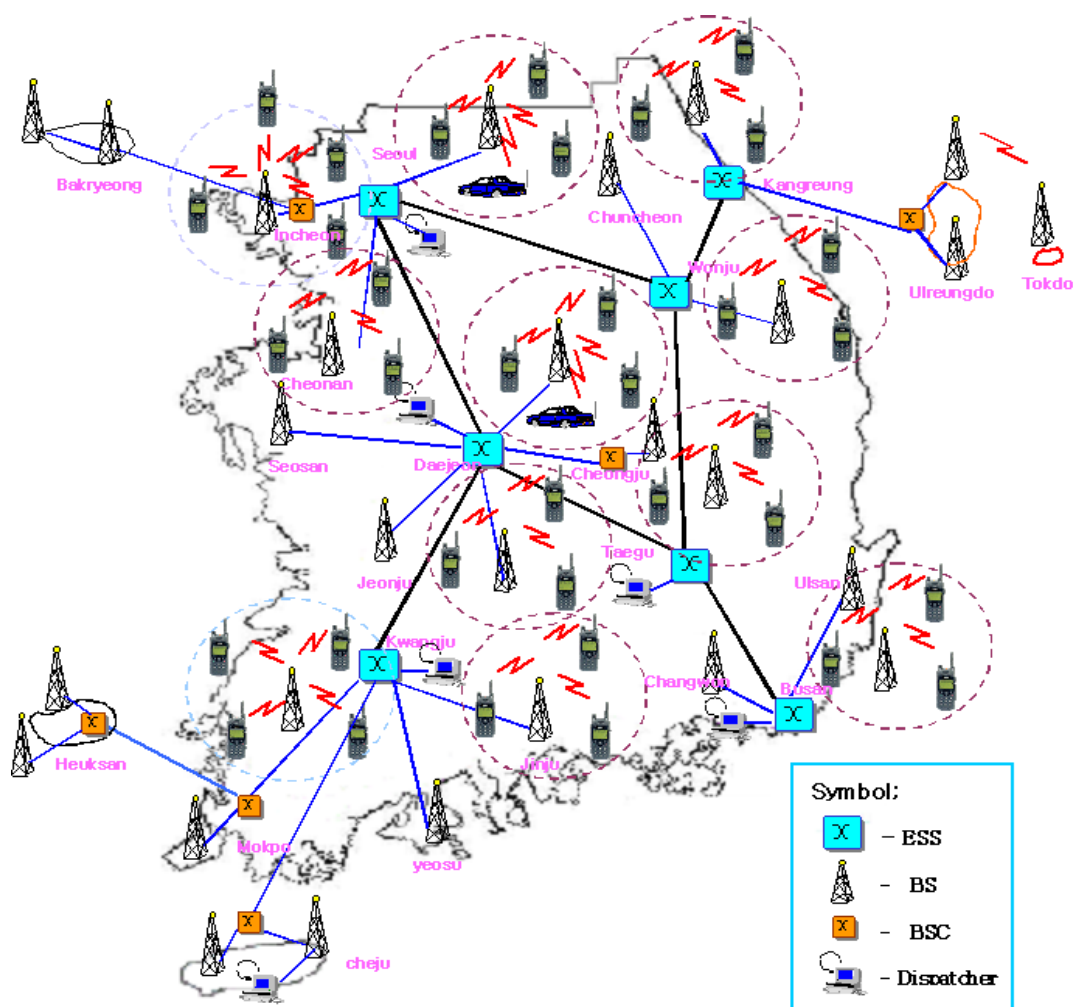 Seoul
Bakryeong
Kangreung
Chuncheon
Incheon
Wonju
Ulreungdo
Tokdo
Cheonan
Seosan
Daejeon
Cheungju
Taegu
Jeonju
Ulsan
Kwangju
Changwon
Busan
Heuksan
Jinju
Mokpo
yeosu
cheju
Symbol;
- ESS
- BS
- BSC
- Dispatcher